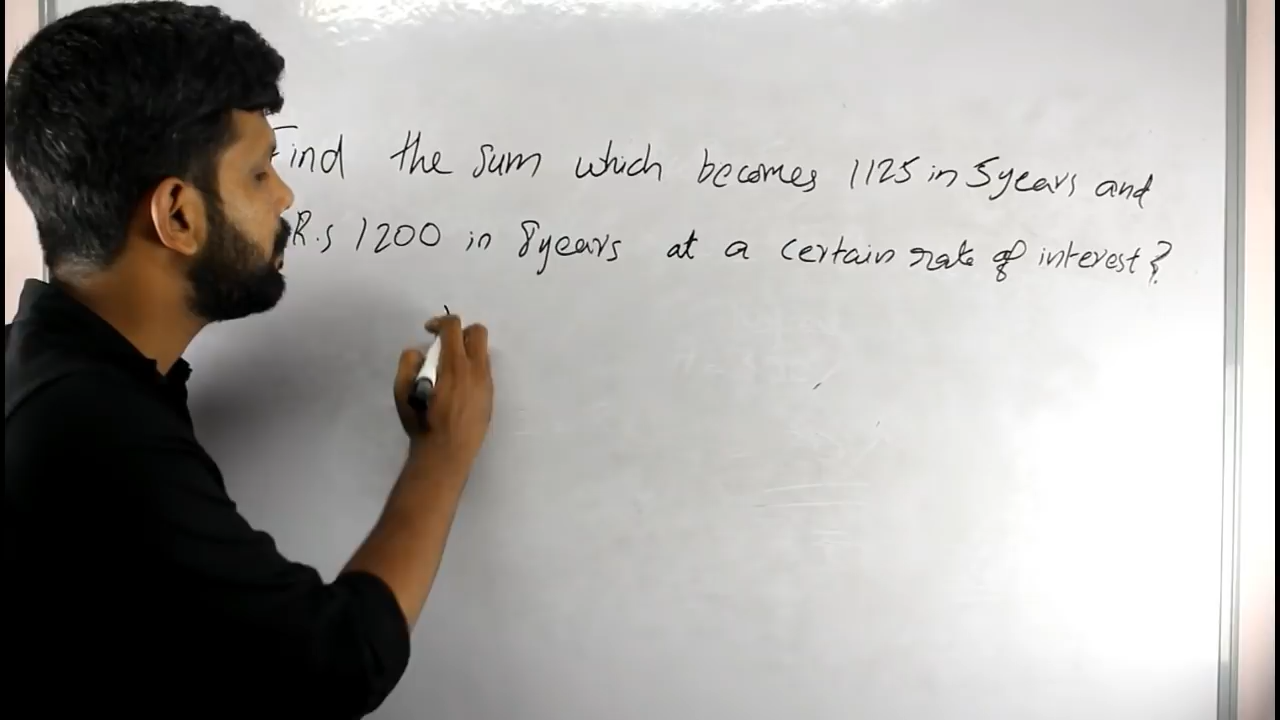 Find the sum which becomes 1125 in 5years and
R.s 1200 in 8years at a certain rate of interest?